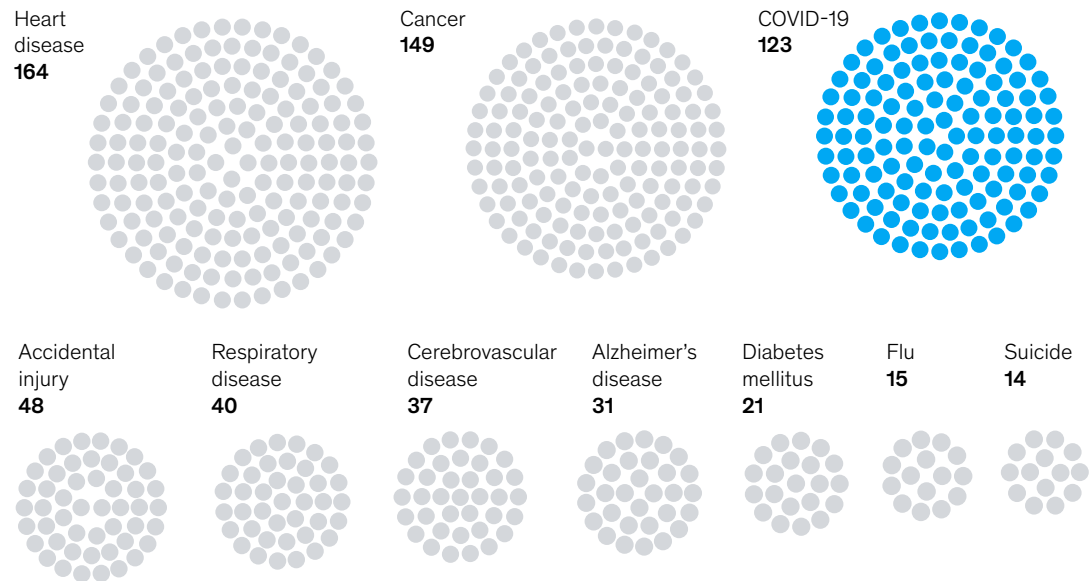 Heart
disease
164
Cancer
149
COVID-19
123
Accidental
injury
48
Respiratory
disease
40
Cerebrovascular
disease
37
Alzheimer’s
disease
31
Diabetes
mellitus
21
Flu
15
Suicide
14